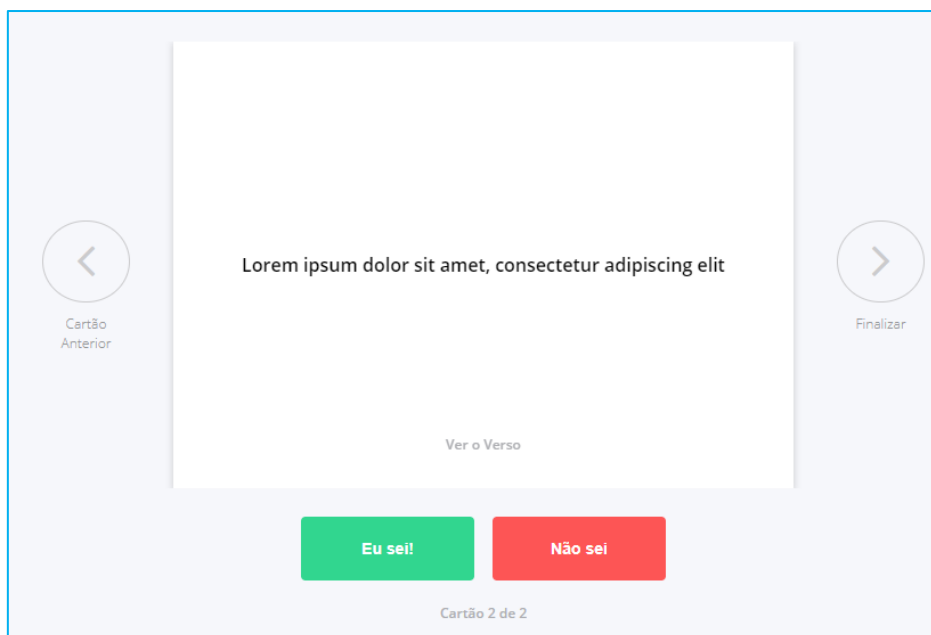 Lorem ipsum dolor sit amet, consectetur adipiscing elit
Cartão
Anterior
Finalizar
Ver o Verso
Eu sei!
Não sei
Cartão 2 de 2